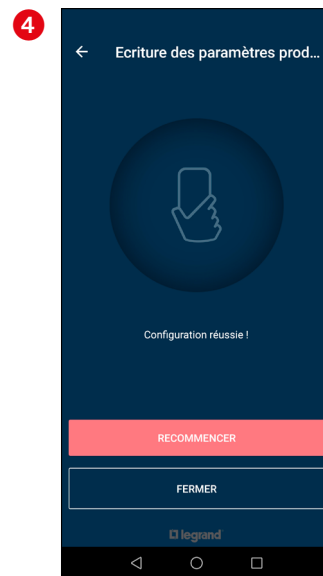 4
Ecriture des paramètres prod...
Configuration réussie !
RECOMMENCER
FERMER
legrand